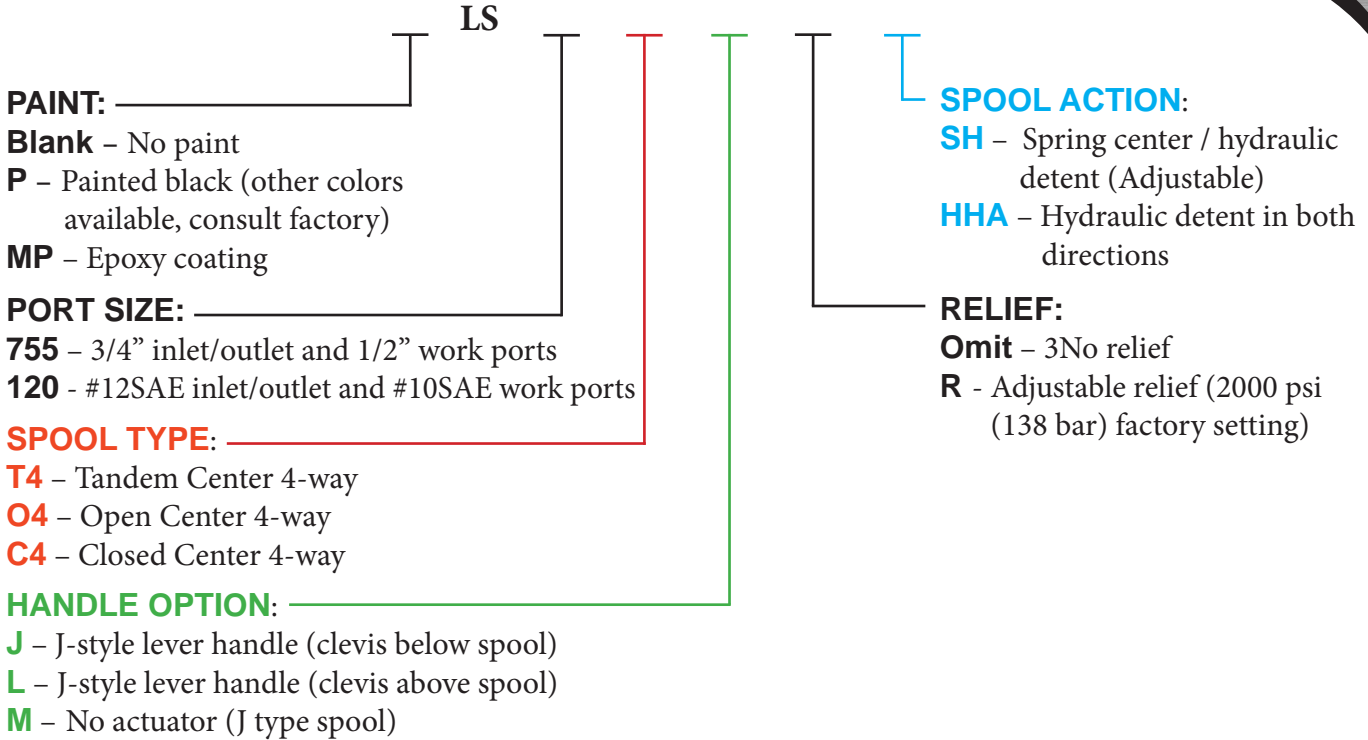 LS
PAINT:
Blank – No paint
P – Painted black (other colors
available, consult factory)
MP – Epoxy coating
PORT SIZE:
755 – 3/4” inlet/outlet and 1/2” work ports
120 - #12SAE inlet/outlet and #10SAE work ports
SPOOL TYPE:
T4 – Tandem Center 4-way
O4 – Open Center 4-way
C4 – Closed Center 4-way
HANDLE OPTION:
J – J-style lever handle (clevis below spool)
L – J-style lever handle (clevis above spool)
M – No actuator (J type spool)
SPOOL ACTION:
SH – Spring center / hydraulic
detent (Adjustable)
HHA – Hydraulic detent in both
directions
RELIEF:
Omit – 3No relief
R - Adjustable relief (2000 psi
(138 bar) factory setting)